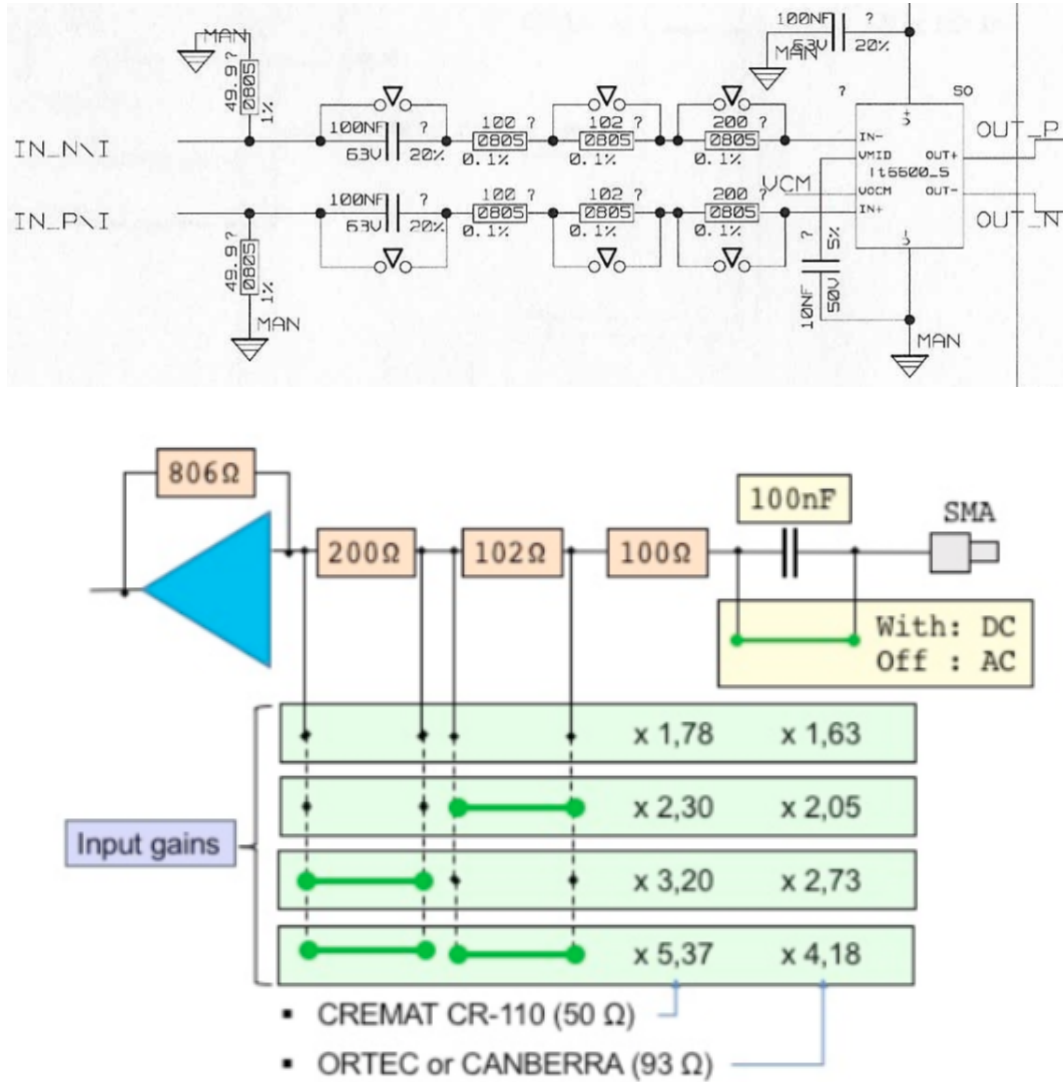 100NF ?
63V 20%
MAN
MAN
49.9 ?
0805
1%
? SO
100NF ?
63V 20%
100 ?
0805
0.1%
102 ?
0805
0.1%
200 ?
0805
0.1%
IN_N\I
IN-
VMID OUT+
lt6600_5
VOCM OUT-
IN+
OUT_P
VCM
IN_P\I
100NF ?
63V 20%
100 ?
0805
0.1%
102 ?
0805
0.1%
200 ?
0805
0.1%
OUT_N
49.9 ?
0805
1%
MAN
? 5%
10NF 50V
MAN
806Ω
200Ω
102Ω
100Ω
100nF
SMA
With: DC
Off : AC
x 1,78 x 1,63
x 2,30 x 2,05
Input gains
x 3,20 x 2,73
x 5,37 x 4,18
▪ CREMAT CR-110 (50 Ω)
▪ ORTEC or CANBERRA (93 Ω)